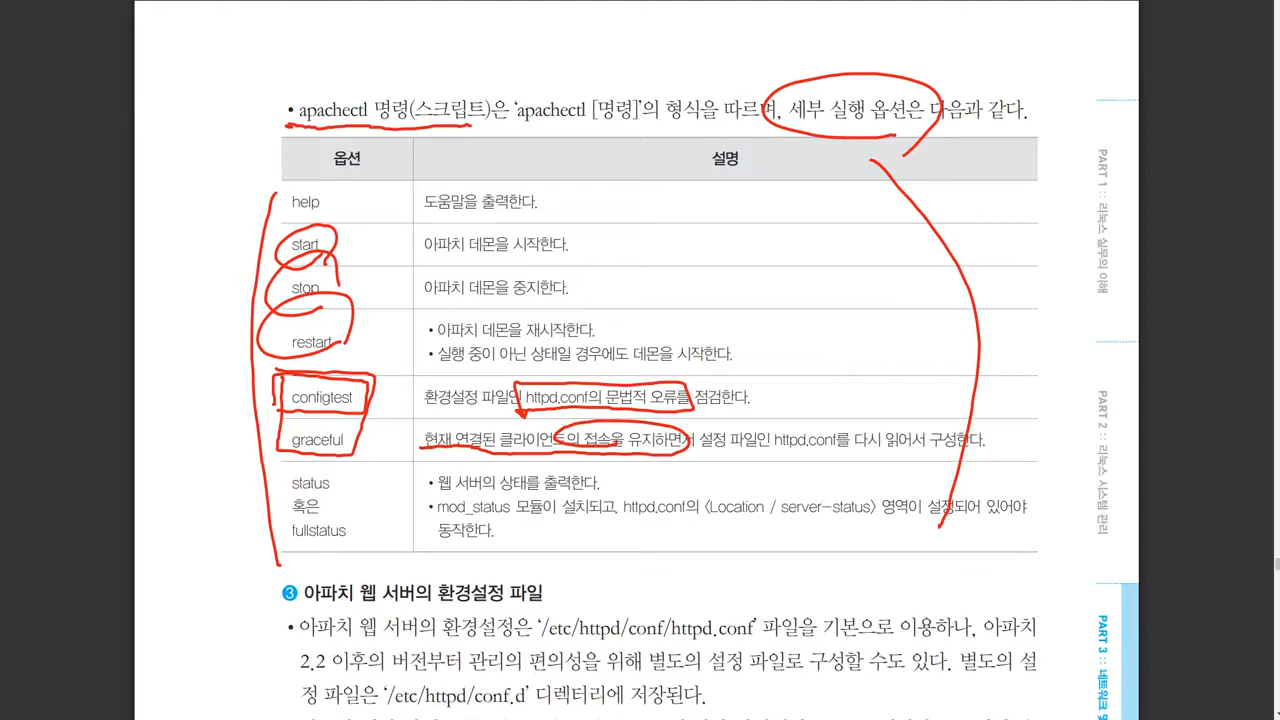 • apachectl 명령(스크립트)은 ‘apachectl [명령]’의 형식을 따르며, 세부 실행 옵션은 다음과 같다.
옵션 설명
help 도움말을 출력한다.
start 아파치 데몬을 시작한다.
stop 아파치 데몬을 중지한다.
restart
• 아파치 데몬을 재시작한다.
• 실행 중이 아닌 상태일 경우에도 데몬을 시작한다.
configtest 환경설정 파일인 httpd.conf의 문법적 오류를 점검한다.
graceful 현재 연결된 클라이언트의 접속을 유지하면서 설정 파일인 httpd.conf를 다시 읽어서 구성한다.
status
혹은
fullstatus
• 웹 서버의 상태를 출력한다.
• mod_status 모듈이 설치되고, httpd.conf의 〈Location / server-status〉 영역이 설정되어 있어야
동작한다.
❸ 아파치 웹 서버의 환경설정 파일
• 아파치 웹 서버의 환경설정은 ‘/etc/httpd/conf/httpd.conf’ 파일을 기본으로 이용하나, 아파치
2.2 이후의 버전부터 관리의 편의성을 위해 별도의 설정 파일로 구성할 수도 있다. 별도의 설
정 파일은 ‘/etc/httpd/conf.d’ 디렉터리에 저장된다.
PART 1 :: 리눅스 실무의 이해
PART 2 :: 리눅스 시스템 관리
PART 3 :: 네트워크 및